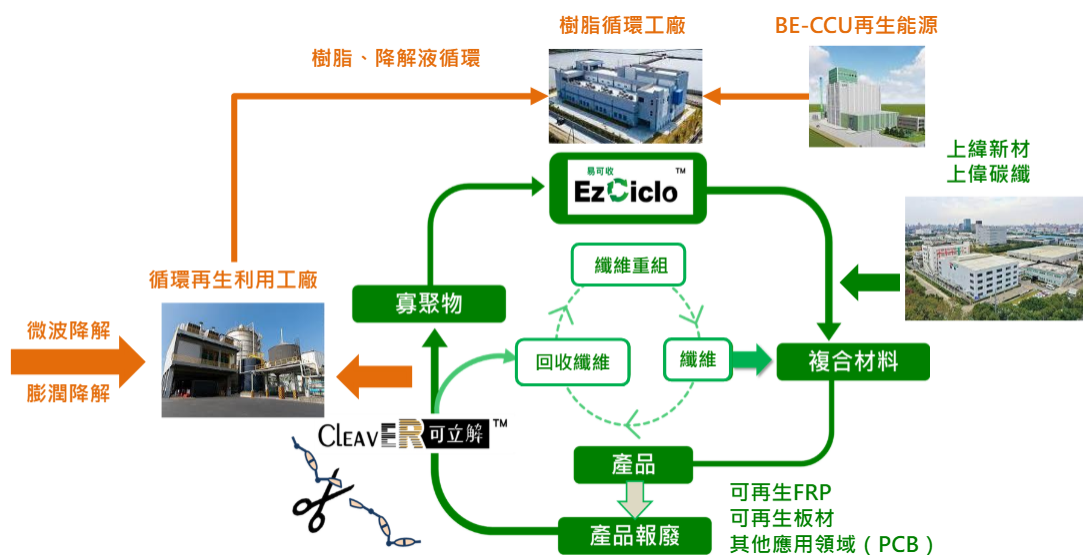 樹脂循環工廠
BE-CCU再生能源
樹脂、降解液循環
上緯新材
上偉碳纖
易可收
EzCiclo™
纖維重組
循環再生利用工廠
寡聚物
微波降解
膨潤降解
回收纖維
纖維
複合材料
CLEAVER可立解™
產品
可再生FRP
可再生板材
其他應用領域（PCB）
產品報廢